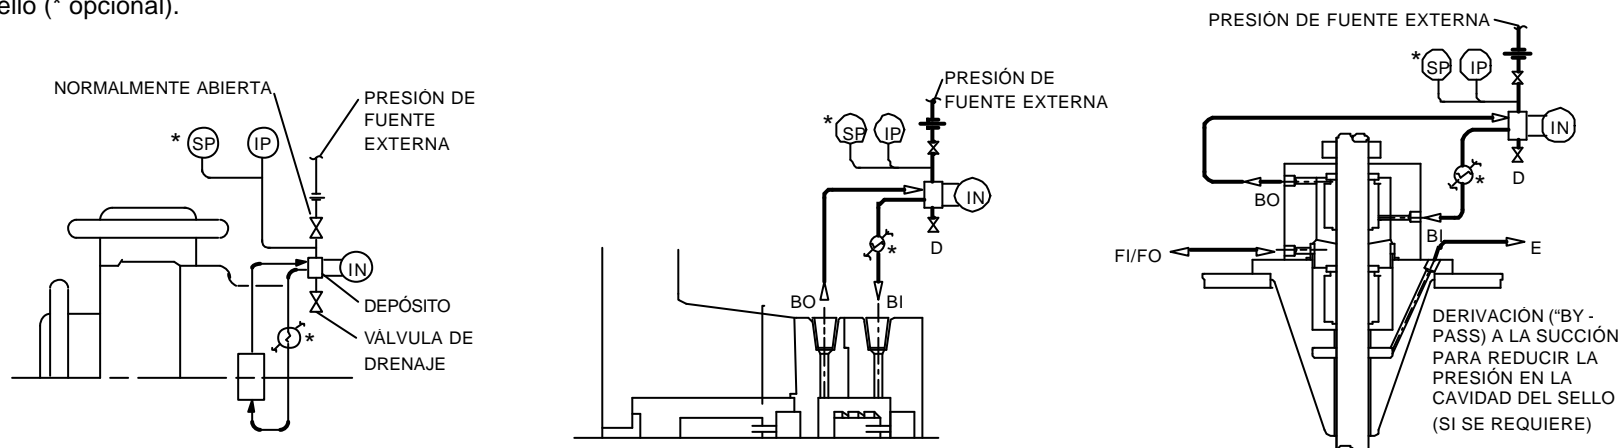 ello (* opcional).
NORMALMENTE ABIERTA
PRESIÓN DE
FUENTE
EXTERNA
*
SP
IP
IN
DEPÓSITO
*
VÁLVULA DE
DRENAJE
PRESIÓN DE
FUENTE EXTERNA
*
SP
IP
IN
*
D
BO
BI
PRESIÓN DE FUENTE EXTERNA
*
SP
IP
IN
*
D
BO
BI
FI/FO
E
DERIVACIÓN (“BY -
PASS) A LA SUCCIÓN
PARA REDUCIR LA
PRESIÓN EN LA
CAVIDAD DEL SELLO
(SI SE REQUIERE)